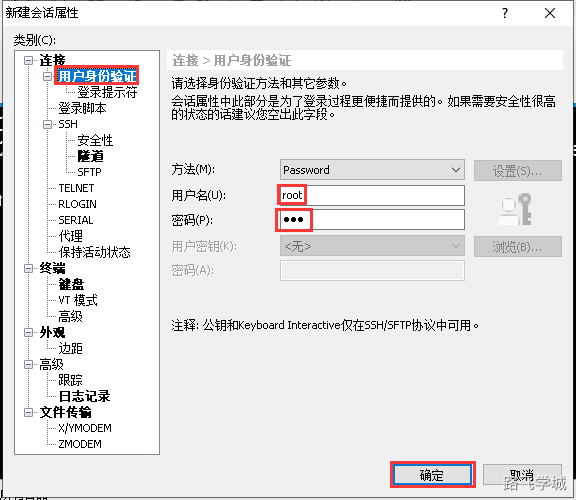 新建会话属性
类别(C):
连接
用户身份验证
登录提示符
登录脚本
SSH
安全性
隧道
SFTP
TELNET
RLOGIN
SERIAL
代理
保持活动状态
终端
键盘
VT 模式
高级
外观
边距
高级
跟踪
日志记录
文件传输
X/YMODEM
ZMODEM
连接 > 用户身份验证
请选择身份验证方法和其它参数。
会话属性中此部分是为了登录过程更便捷而提供的。如果需要安全性很高
的状态的话建议您空出此字段。
方法(M): Password 设置(S)...
用户名(U): root
密码(P): ●●●
用户密钥(K): <无> 浏览(B)...
密码(A):
注释: 公钥和Keyboard Interactive仅在SSH/SFTP协议中可用。
确定 取消
路飞学城